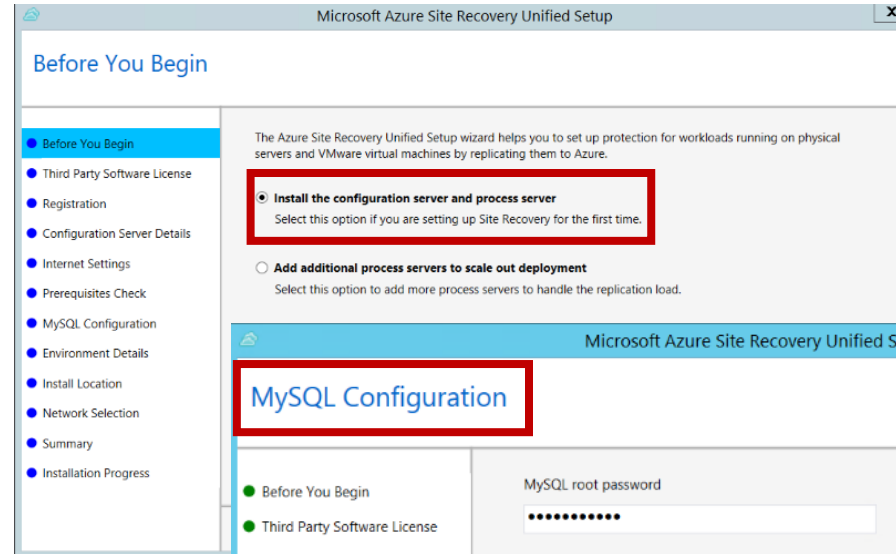 Microsoft Azure Site Recovery Unified Setup
x
Before You Begin
Before You Begin
Third Party Software License
Registration
Configuration Server Details
Internet Settings
Prerequisites Check
MySQL Configuration
Environment Details
Install Location
Network Selection
Summary
Installation Progress
The Azure Site Recovery Unified Setup wizard helps you to set up protection for workloads running on physical
servers and VMware virtual machines by replicating them to Azure.
Install the configuration server and process server
Select this option if you are setting up Site Recovery for the first time.
Add additional process servers to scale out deployment
Select this option to add more process servers to handle the replication load.
Microsoft Azure Site Recovery Unified S
MySQL Configuration
Before You Begin
Third Party Software License
MySQL root password
•••••••••••